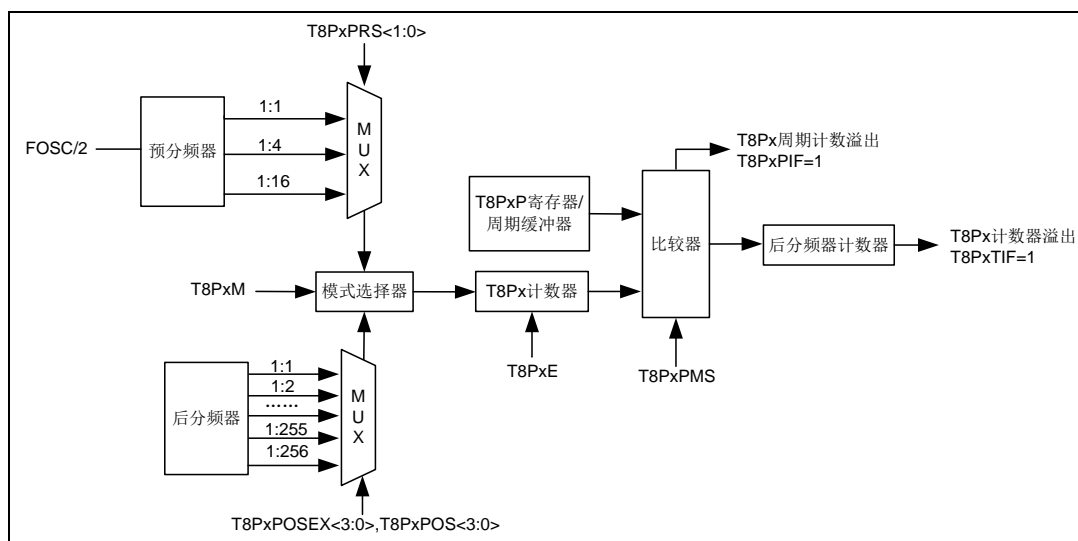 T8PxPRS<1:0>
FOSC/2
预分频器
1:1
1:4
1:16
M
U
X
T8PxP寄存器/
周期缓冲器
比较器
T8Px周期计数溢出
T8PxPIF=1
后分频器计数器
T8Px计数器溢出
T8PxTIF=1
T8PxM
模式选择器
T8Px计数器
T8PxE
T8PxPMS
后分频器
1:1
1:2
......
1:255
1:256
M
U
X
T8PxPOSEX<3:0>,T8PxPOS<3:0>